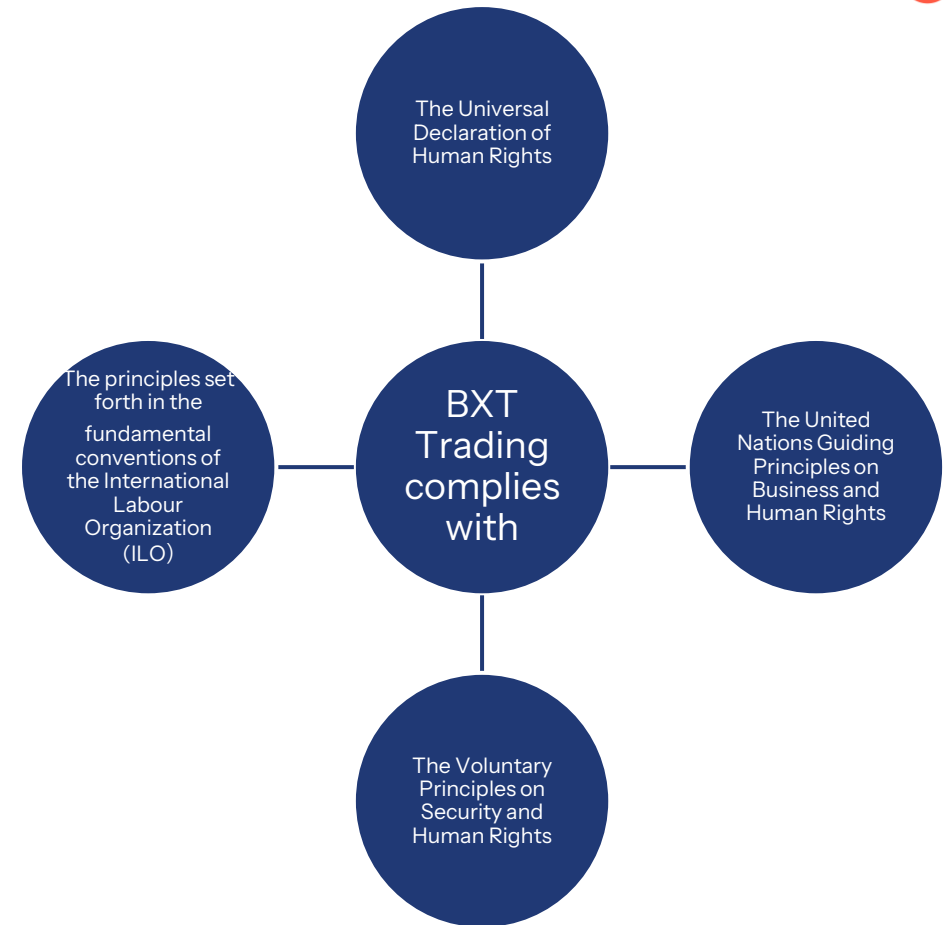 The Universal
Declaration of
Human Rights
The principles set
forth in the
fundamental
conventions of
the International
Labour
Organization
(ILO)
BXT
Trading
complies
with
The United
Nations Guiding
Principles on
Business and
Human Rights
The Voluntary
Principles on
Security and
Human Rights